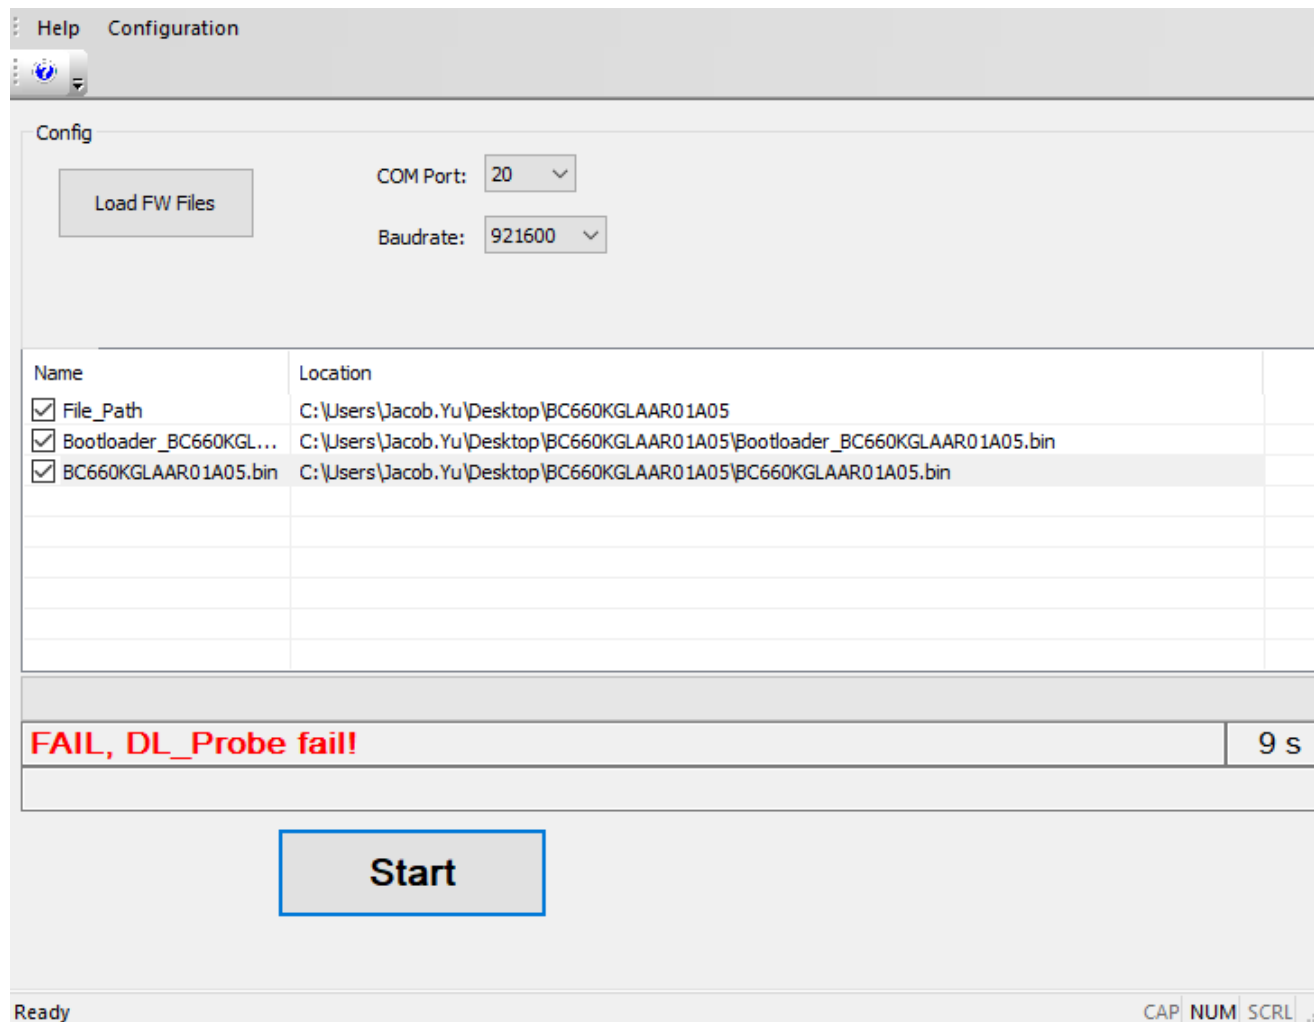 Help Configuration
Config
Load FW Files
COM Port: 20
Baudrate: 921600
Name Location
File_Path C:\Users\Jacob.Yu\Desktop\BC660KGLAAR01A05
Bootloader_BC660KGL... C:\Users\Jacob.Yu\Desktop\BC660KGLAAR01A05\Bootloader_BC660KGLAAR01A05.bin
BC660KGLAAR01A05.bin C:\Users\Jacob.Yu\Desktop\BC660KGLAAR01A05\BC660KGLAAR01A05.bin
FAIL, DL_Probe fail! 9 s
Start
Ready CAP NUM SCRL